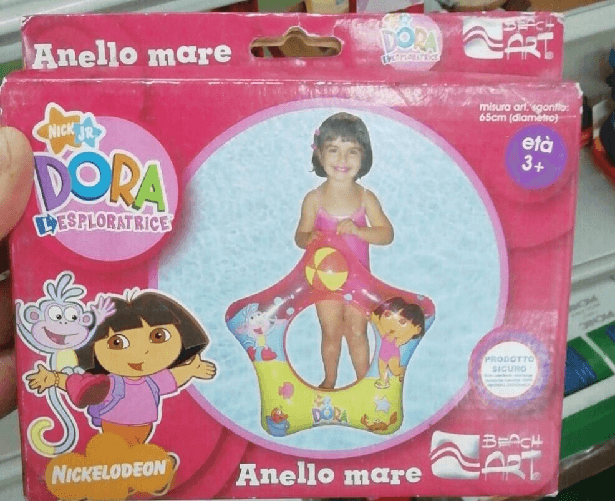 Anello mare
DORA
L'ESPLORATRICE
BEACH
ART
misura art. sgonfio:
65cm (diametro)
età
3+
NICK JR
DORA
L'ESPLORATRICE
PRODOTTO
SICURO
DORA
NICKELODEON
Anello mare
BEACH
ART